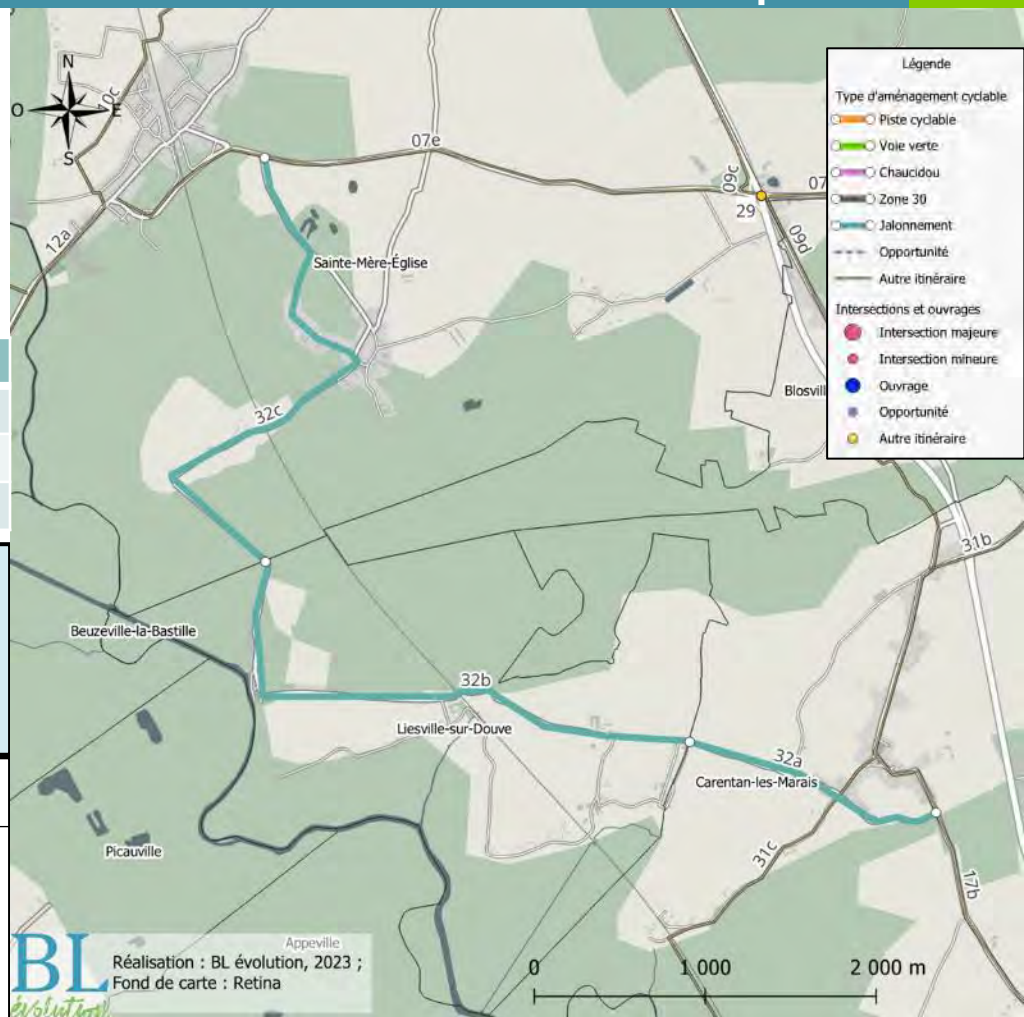 N
O
E
S
12a
07e
09c
07
29
09d
Légende
Type d'aménagement cyclable
Piste cyclable
Voie verte
Chaucidou
Zone 30
Jalonnement
Opportunité
Autre itinéraire
Intersections et ouvrages
Intersection majeure
Intersection mineure
Ouvrage
Opportunité
Autre itinéraire
Sainte-Mère-Église
Blosvill
32c
31b
Beuzeville-la-Bastille
32b
Liesville-sur-Douve
32a
Carentan-les-Marais
Picauville
31c
17b
Appeville
BL
évolution
Réalisation : BL évolution, 2023 ;
Fond de carte : Retina
0 1 000 2 000 m